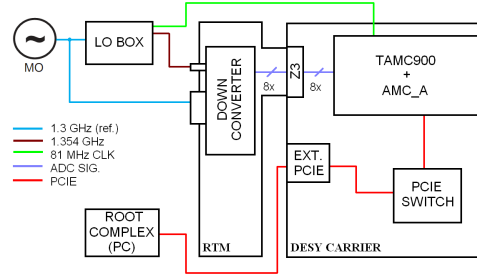 ~
MO
LO BOX
DOWN
CONVERTER
8x
Z3
8x
TAMC900
+
AMC_A
1.3 GHz (ref.)
1.354 GHz
81 MHz CLK
ADC SIG.
PCIE
EXT.
PCIE
PCIE
SWITCH
ROOT
COMPLEX
(PC)
RTM
DESY CARRIER